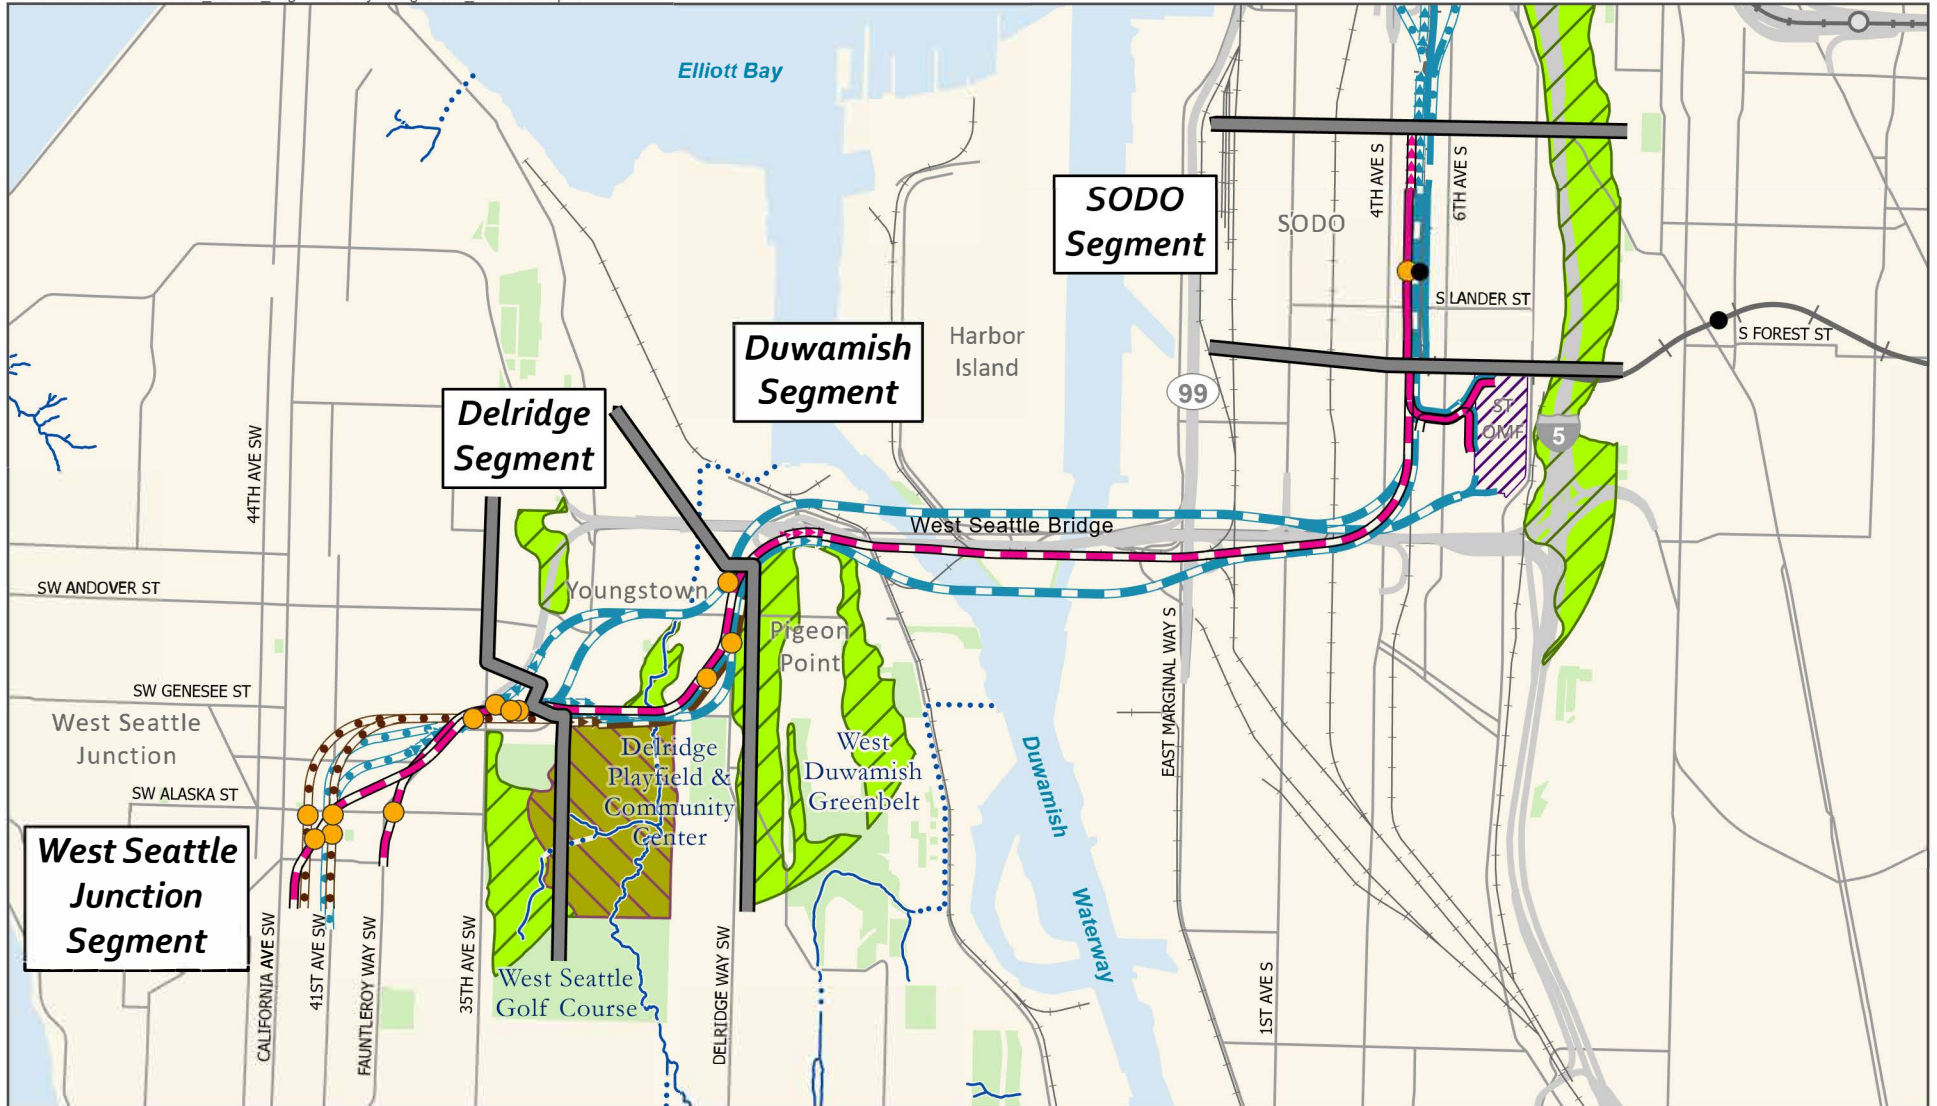 Elliott Bay
SODO
Segment
4TH AVE S
6TH AVE S
SODO
S LANDER ST
S FOREST ST
Harbor
Island
Duwamish
Segment
99
ST
OMF
5
Delridge
Segment
44TH AVE SW
West Seattle Bridge
SW ANDOVER ST
Youngstown
Pigeon
Point
EAST MARGINAL WAY S
SW GENESEE ST
West Seattle
Junction
SW ALASKA ST
Delridge
Playfield &
Community
Center
West
Duwamish
Greenbelt
Duwamish
Waterway
West Seattle
Junction
Segment
CALIFORNIA AVE SW
41ST AVE SW
FAUNTLEROY WAY SW
35TH AVE SW
West Seattle
Golf Course
DELRIDGE WAY SW
1ST AVE S